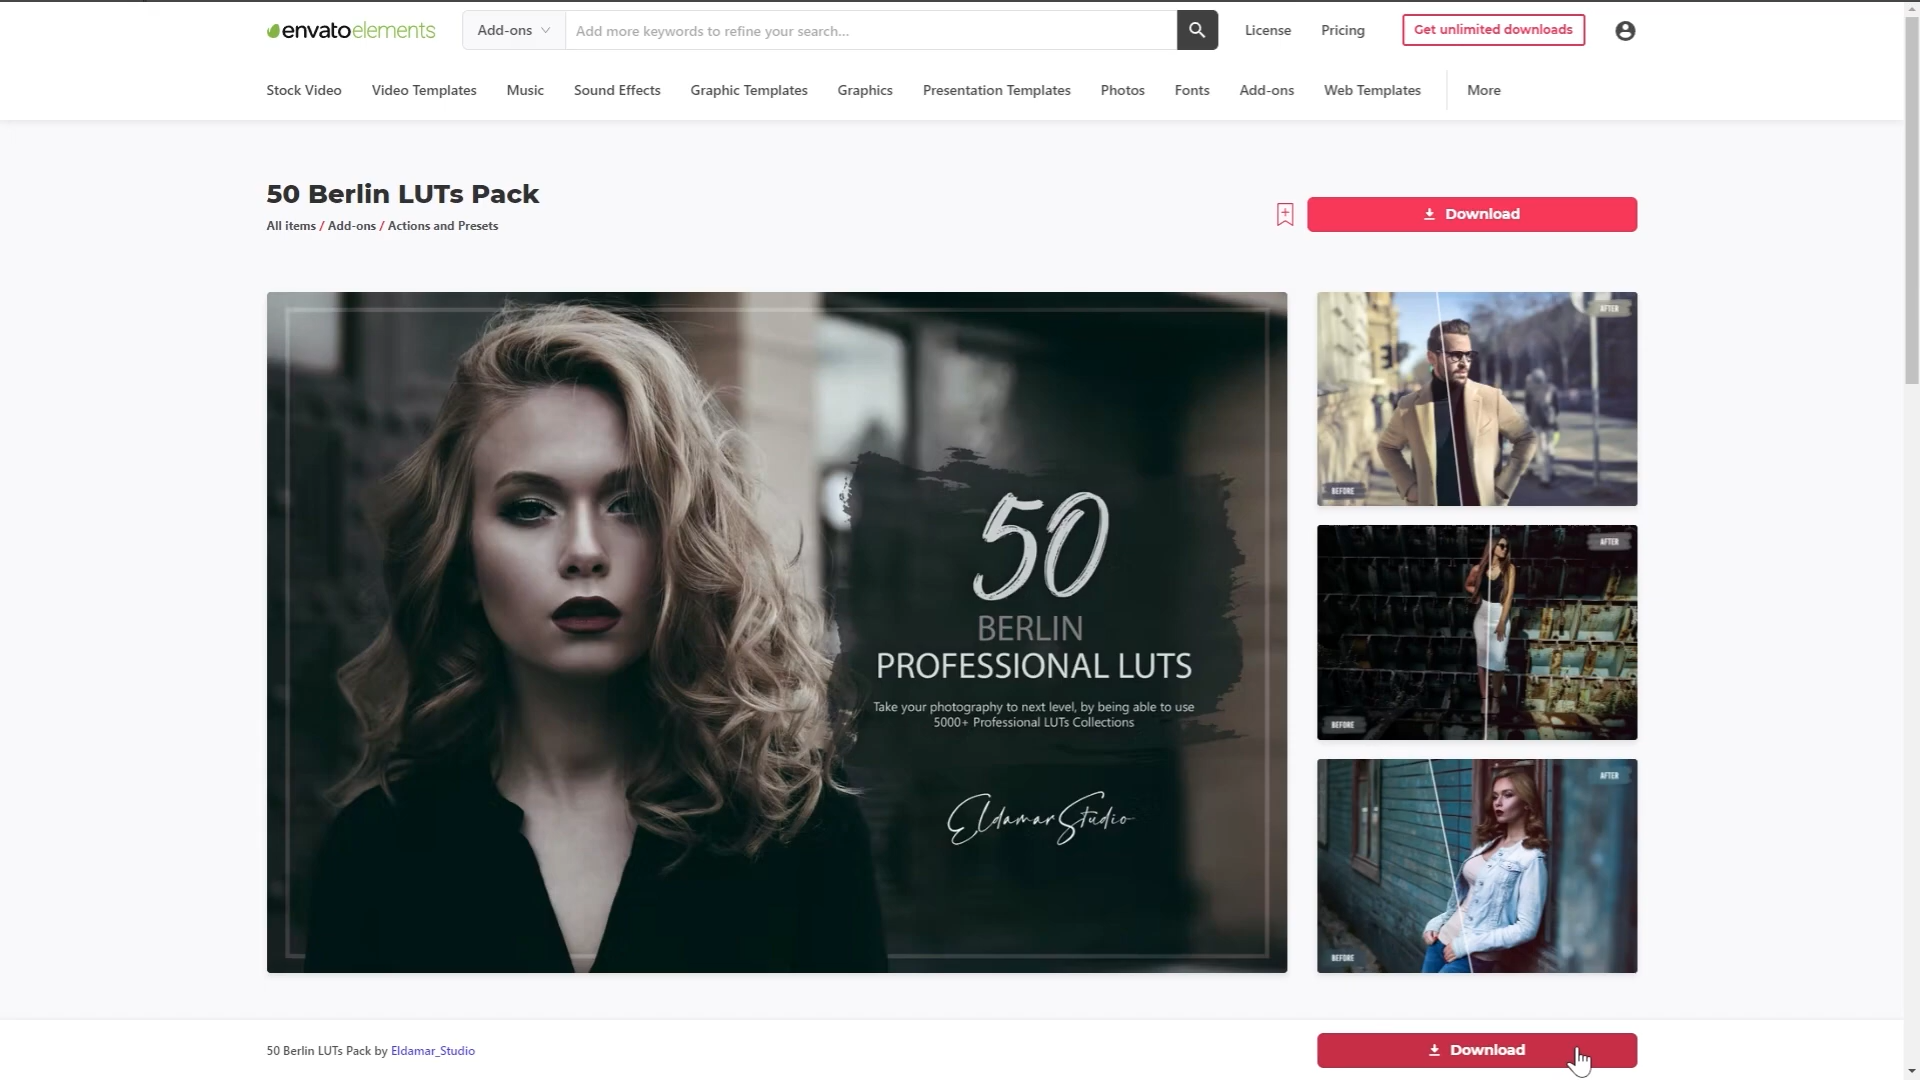 envatoelements
Add-ons
Add more keywords to refine your search...
License
Pricing
Get unlimited downloads
Stock Video
Video Templates
Music
Sound Effects
Graphic Templates
Graphics
Presentation Templates
Photos
Fonts
Add-ons
Web Templates
More
50 Berlin LUTs Pack
All items / Add-ons / Actions and Presets
Download
50
BERLIN
PROFESSIONAL LUTS
Take your photography to next level, by being able to use
5000+ Professional LUTs Collections
Eldamar Studio
AFTER
BEFORE
AFTER
BEFORE
AFTER
BEFORE
50 Berlin LUTs Pack by Eldamar_Studio
Download